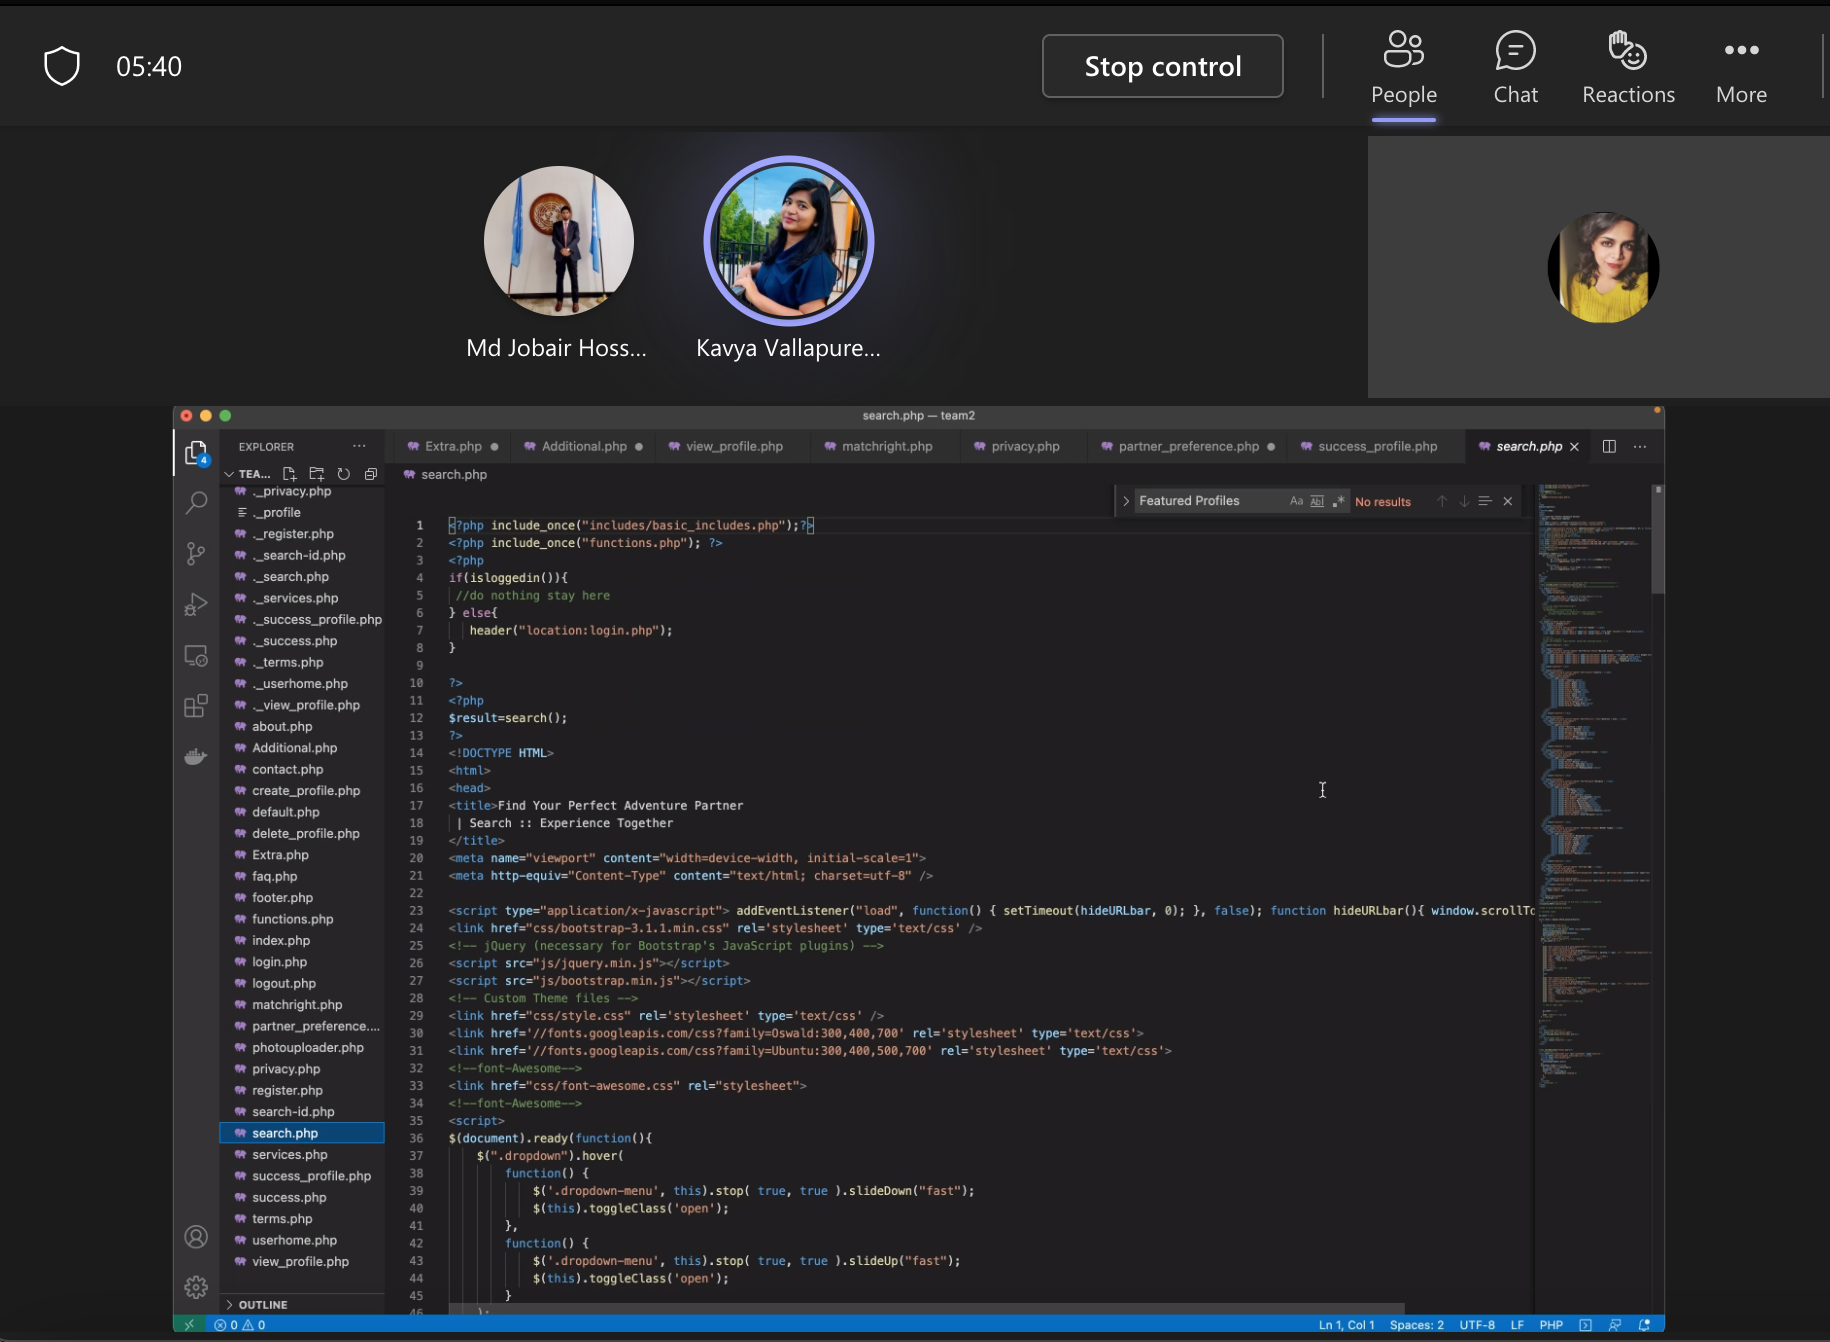 05:40
Stop control
People
Chat
Reactions
More
Md Jobair Hoss...
Kavya Vallapure...
search.php — team2
EXPLORER
Extra.php
Additional.php
view_profile.php
matchright.php
privacy.php
partner_preference.php
success_profile.php
search.php
TEA...
search.php
Featured Profiles
Aa
Abl
No results
4
._privacy.php
._profile
._register.php
._search-id.php
._search.php
._services.php
._success_profile.php
._success.php
._terms.php
._userhome.php
._view_profile.php
about.php
Additional.php
contact.php
create_profile.php
default.php
delete_profile.php
Extra.php
faq.php
footer.php
functions.php
index.php
login.php
logout.php
matchright.php
partner_preference....
photouploader.php
privacy.php
register.php
search-id.php
search.php
services.php
success_profile.php
success.php
terms.php
userhome.php
view_profile.php
OUTLINE
1 <?php include_once("includes/basic_includes.php");?>
2 <?php include_once("functions.php"); ?>
3 <?php
4 if(isloggedin()){
5 //do nothing stay here
6 } else{
7 header("location:login.php");
8 }
9
10 ?>
11 <?php
12 $result=search();
13 ?>
14 <!DOCTYPE HTML>
15 <html>
16 <head>
17 <title>Find Your Perfect Adventure Partner
18 | Search :: Experience Together
19 </title>
20 <meta name="viewport" content="width=device-width, initial-scale=1">
21 <meta http-equiv="Content-Type" content="text/html; charset=utf-8" />
22
23 <script type="application/x-javascript"> addEventListener("load", function() { setTimeout(hideURLbar, 0); }, false); function hideURLbar(){ window.scrollTo
24 <link href="css/bootstrap-3.1.1.min.css" rel='stylesheet' type='text/css' />
25 <!-- jQuery (necessary for Bootstrap's JavaScript plugins) -->
26 <script src="js/jquery.min.js"></script>
27 <script src="js/bootstrap.min.js"></script>
28 <!-- Custom Theme files -->
29 <link href="css/style.css" rel='stylesheet' type='text/css' />
30 <link href='//fonts.googleapis.com/css?family=Oswald:300,400,700' rel='stylesheet' type='text/css'>
31 <link href='//fonts.googleapis.com/css?family=Ubuntu:300,400,500,700' rel='stylesheet' type='text/css'>
32 <!--font-Awesome-->
33 <link href="css/font-awesome.css" rel="stylesheet">
34 <!--font-Awesome-->
35 <script>
36 $(document).ready(function(){
37 $(".dropdown").hover(
38 function() {
39 $('.dropdown-menu', this).stop( true, true ).slideDown("fast");
40 $(this).toggleClass('open');
41 },
42 function() {
43 $('.dropdown-menu', this).stop( true, true ).slideUp("fast");
44 $(this).toggleClass('open');
45 }
46 );
0 0
Ln 1, Col 1
Spaces: 2
UTF-8
LF
PHP